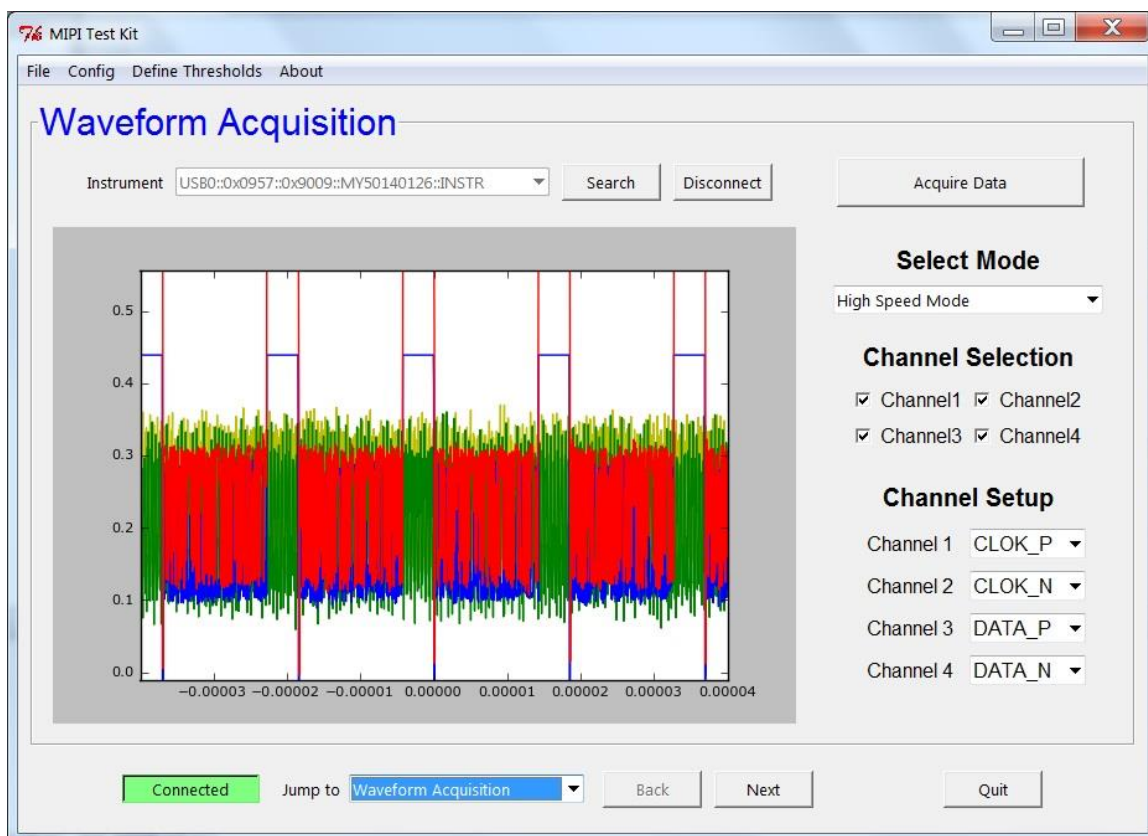 MIPI Test Kit
File Config Define Thresholds About
Waveform Acquisition
Instrument USB0::0x0957::0x9009::MY50140126::INSTR Search Disconnect Acquire Data
Select Mode
High Speed Mode
Channel Selection
Channel1 Channel2
Channel3 Channel4
Channel Setup
Channel 1 CLOK_P
Channel 2 CLOK_N
Channel 3 DATA_P
Channel 4 DATA_N
0.5
0.4
0.3
0.2
0.1
0.0
−0.00003 −0.00002 −0.00001 0.00000 0.00001 0.00002 0.00003 0.00004
Connected Jump to Waveform Acquisition Back Next Quit